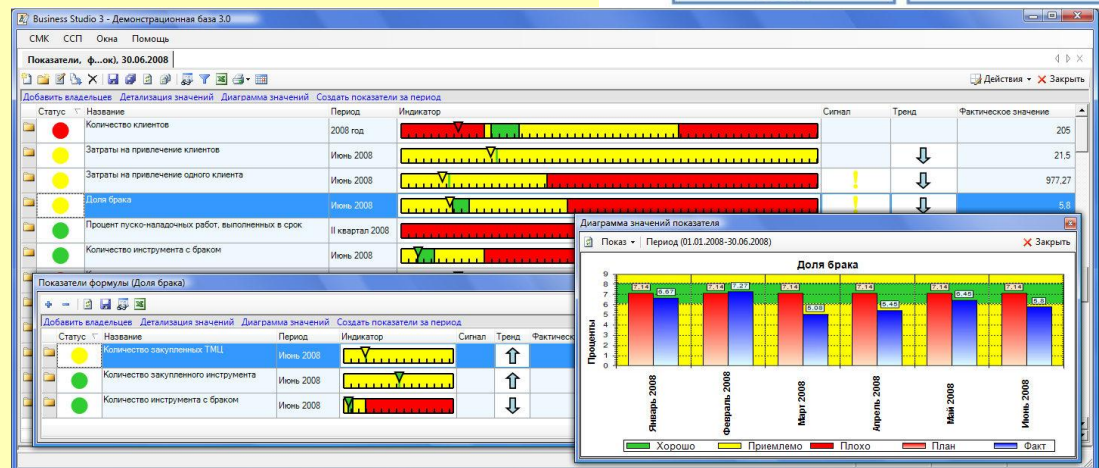 Business Studio 3 - Демонстрационная база 3.0
СМК ССП Окна Помощь
Показатели, ф...ок), 30.06.2008
Действия Закрыть
Добавить владельцев Детализация значений Диаграмма значений Создать показатели за период
Статус Название Период Индикатор Сигнал Тренд Фактическое значение
Количество клиентов 2008 год 205
Затраты на привлечение клиентов Июнь 2008 21,5
Затраты на привлечение одного клиента Июнь 2008 ! 977,27
Доля брака Июнь 2008 ! 5,8
Процент пуско-наладочных работ, выполненных в срок II квартал 2008
Количество инструмента с браком Июнь 2008
Показатели формулы (Доля брака)
Добавить владельцев Детализация значений Диаграмма значений Создать показатели за период
Статус Название Период Индикатор Сигнал Тренд Фактичес
Количество закупленных ТМЦ Июнь 2008
Количество закупленного инструмента Июнь 2008
Количество инструмента с браком Июнь 2008
Диаграмма значений показателя
Показ Период (01.01.2008-30.06.2008) Закрыть
Доля брака
Проценты
9
8
7
6
5
4
3
2
1
0
7,14 6,67 7,14 7,27 7,14 5,08 7,14 5,45 7,14 6,45 7,14 5,8
Январь 2008 Февраль 2008 Март 2008 Апрель 2008 Май 2008 Июнь 2008
Хорошо Приемлемо Плохо План Факт